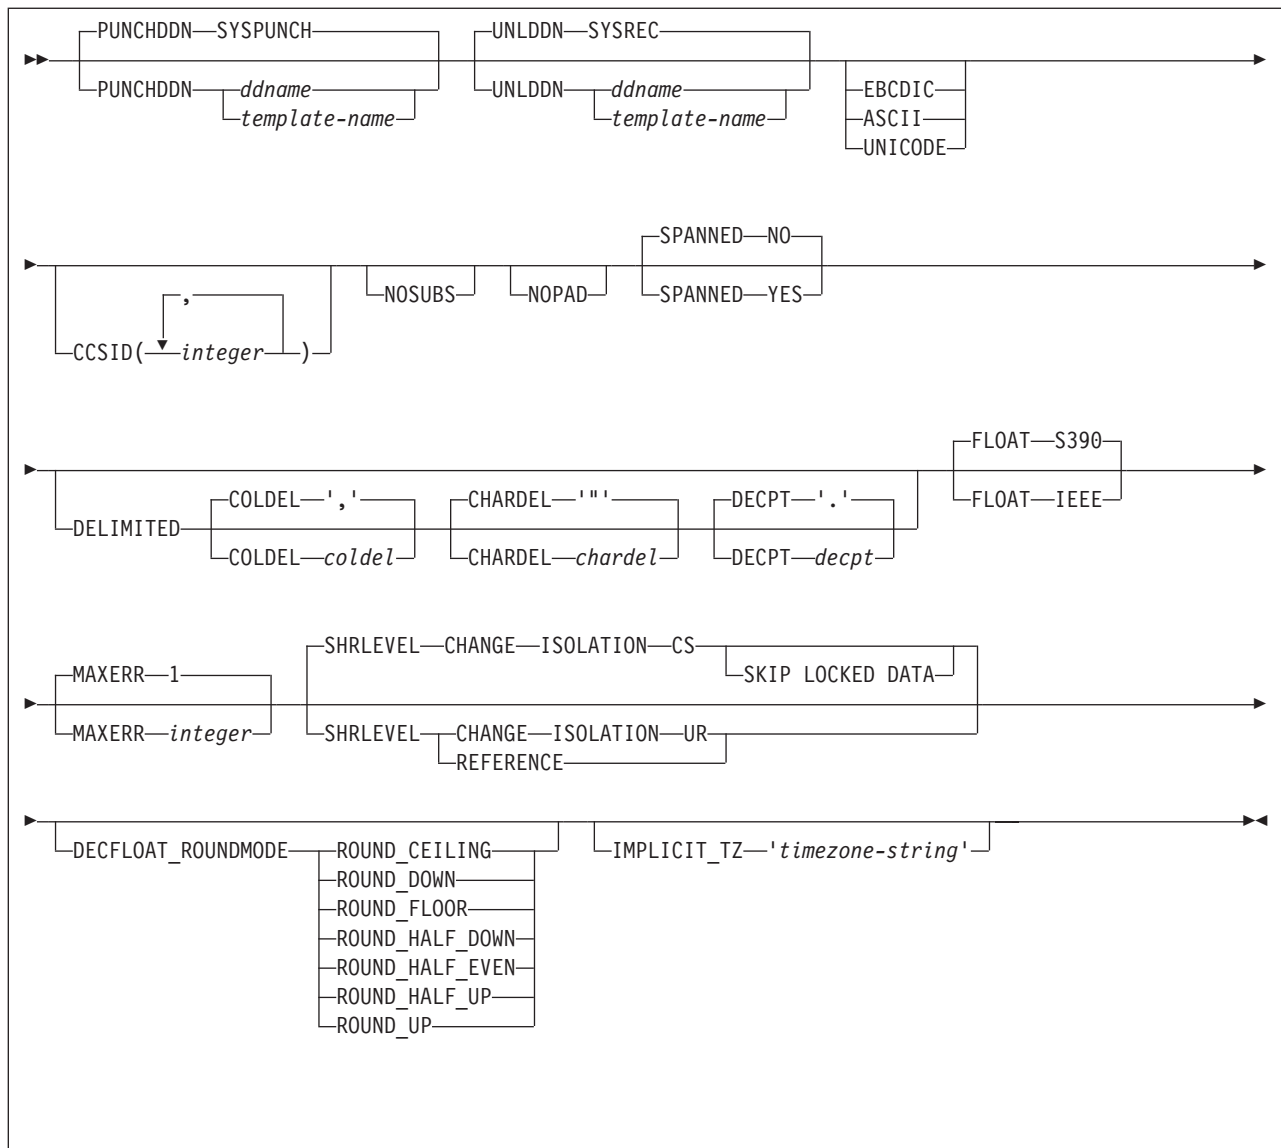 PUNCHDDN SYSPUNCH UNLDDN SYSREC
PUNCHDDN ddname UNLDDN ddname EBCDIC
template-name template-name ASCII
UNICODE
SPANNED NO
, NOSUBS NOPAD SPANNED YES
CCSID( integer )
FLOAT S390
COLDEL ',' CHARDEL '"' DECPT '.' FLOAT IEEE
DELIMITED
COLDEL coldel CHARDEL chardel DECPT decpt
SHRLEVEL CHANGE ISOLATION CS
MAXERR 1 SKIP LOCKED DATA
MAXERR integer SHRLEVEL CHANGE ISOLATION UR
REFERENCE
DECFLOAT_ROUNDMODE ROUND_CEILING IMPLICIT_TZ 'timezone-string'
ROUND_DOWN
ROUND_FLOOR
ROUND_HALF_DOWN
ROUND_HALF_EVEN
ROUND_HALF_UP
ROUND_UP